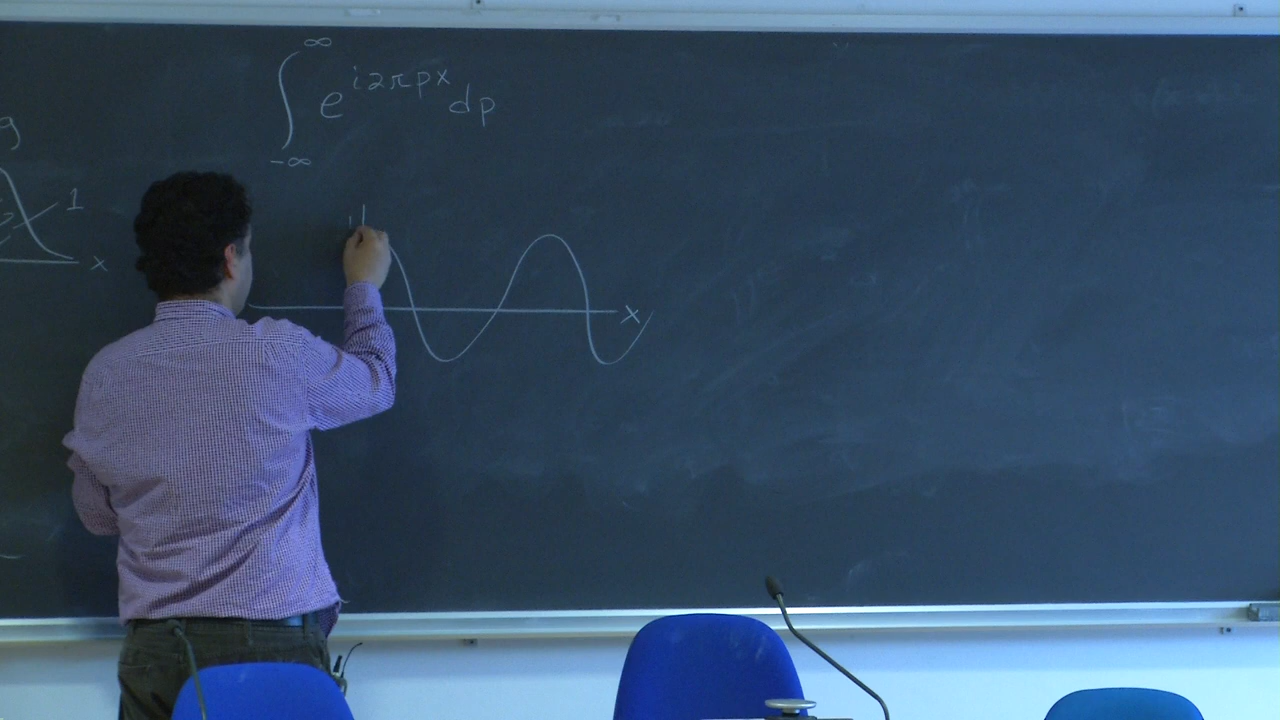 ∫_{-∞}^{∞} e^{i2πpx} dp
g
1
x
x